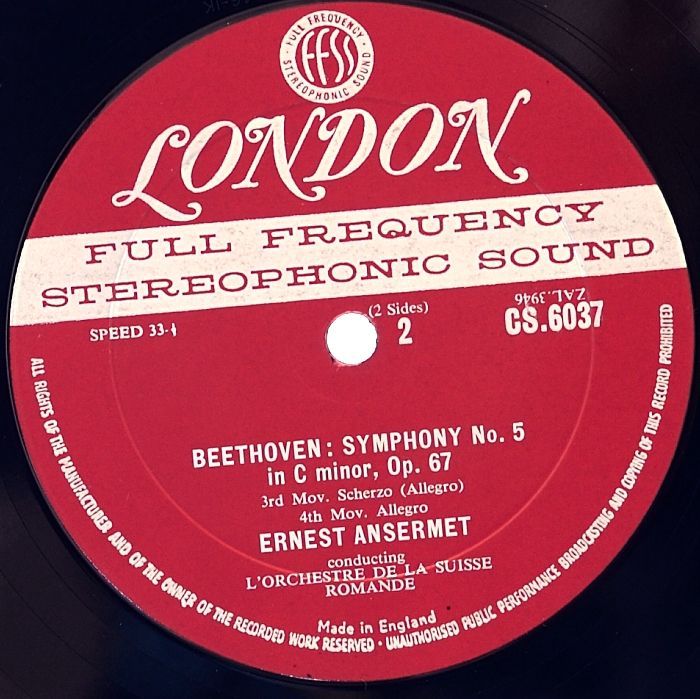 FULL FREQUENCY
FFSS
STEREOPHONIC SOUND
LONDON
FULL FREQUENCY
STEREOPHONIC SOUND
SPEED 33-⅓
(2 Sides)
2
ZAL.3946
CS.6037
BEETHOVEN: SYMPHONY No. 5
in C minor, Op. 67
3rd Mov. Scherzo (Allegro)
4th Mov. Allegro
ERNEST ANSERMET
conducting
L'ORCHESTRE DE LA SUISSE
ROMANDE
Made in England
ALL RIGHTS OF THE MANUFACTURER AND OF THE OWNER OF THE RECORDED WORK RESERVED · UNAUTHORISED PUBLIC PERFORMANCE BROADCASTING AND COPYING OF THIS RECORD PROHIBITED